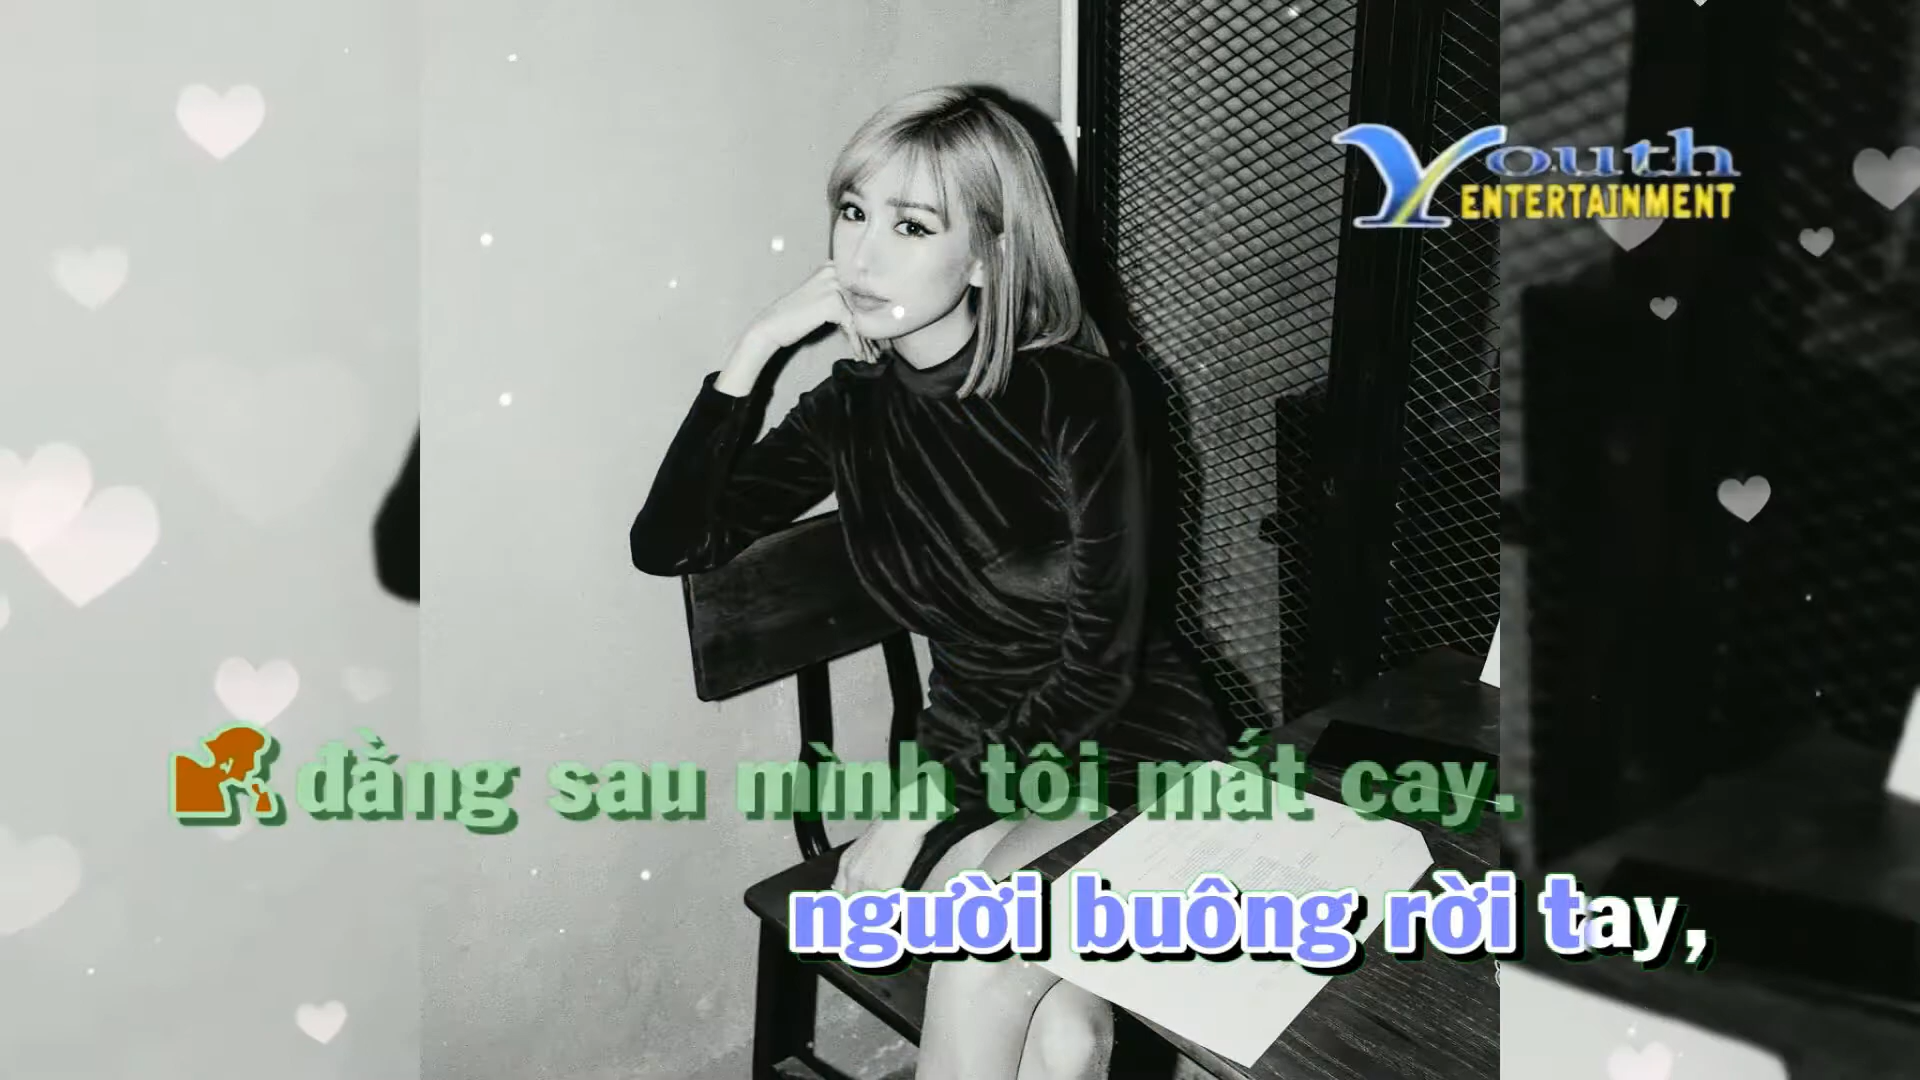 Youth
ENTERTAINMENT
đằng sau mình tôi mắt cay.
người buông rời tay,